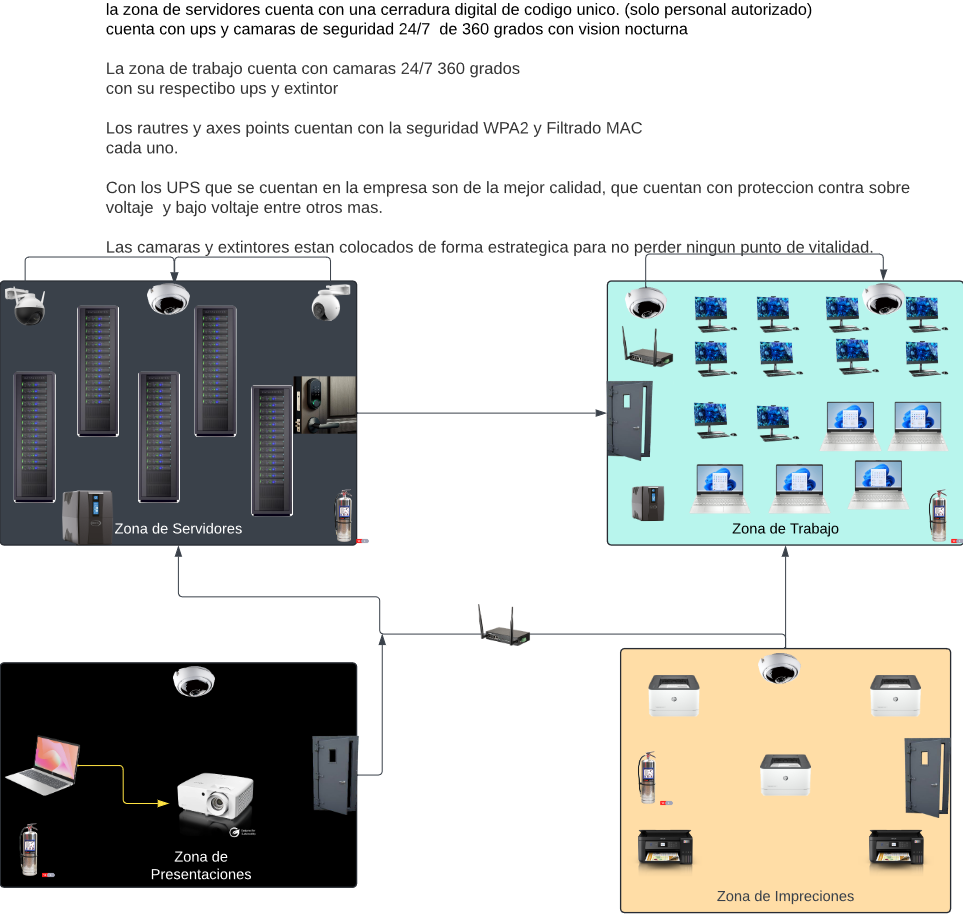 la zona de servidores cuenta con una cerradura digital de codigo unico. (solo personal autorizado)
cuenta con ups y camaras de seguridad 24/7  de 360 grados con vision nocturna
La zona de trabajo cuenta con camaras 24/7 360 grados
con su respectibo ups y extintor
Los rautres y axes points cuentan con la seguridad WPA2 y Filtrado MAC
cada uno.
Con los UPS que se cuentan en la empresa son de la mejor calidad, que cuentan con proteccion contra sobre
voltaje  y bajo voltaje entre otros mas.
Las camaras y extintores estan colocados de forma estrategica para no perder ningun punto de vitalidad.
Zona de Servidores
Zona de Trabajo
Zona de
Presentaciones
Zona de Impreciones